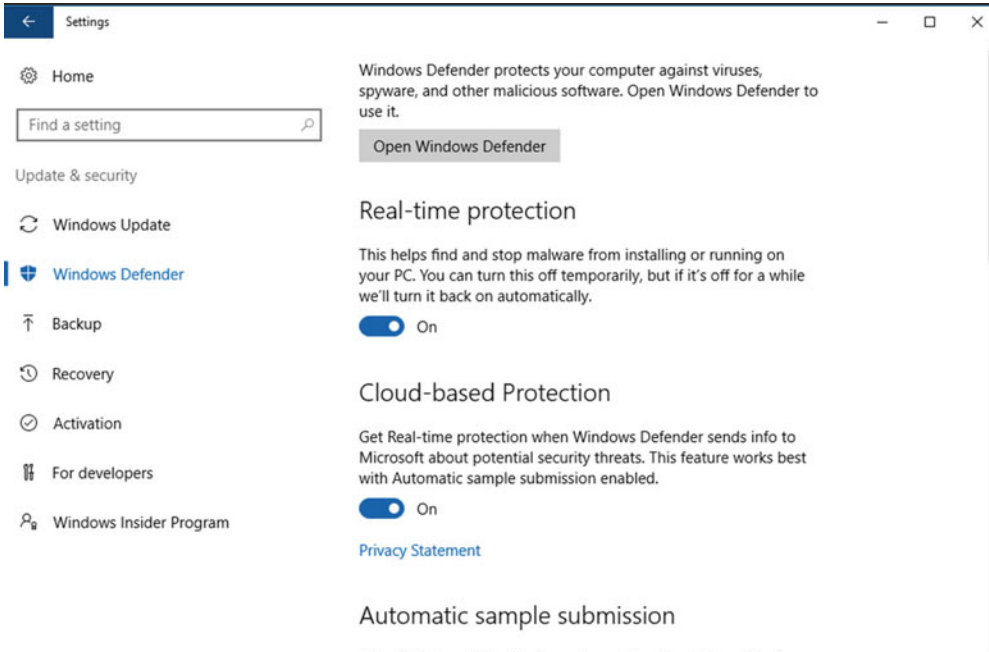 Settings
Home
Find a setting
Update & security
Windows Update
Windows Defender
Backup
Recovery
Activation
For developers
Windows Insider Program
Windows Defender protects your computer against viruses,
spyware, and other malicious software. Open Windows Defender to
use it.
Open Windows Defender
Real-time protection
This helps find and stop malware from installing or running on
your PC. You can turn this off temporarily, but if it's off for a while
we'll turn it back on automatically.
On
Cloud-based Protection
Get Real-time protection when Windows Defender sends info to
Microsoft about potential security threats. This feature works best
with Automatic sample submission enabled.
On
Privacy Statement
Automatic sample submission